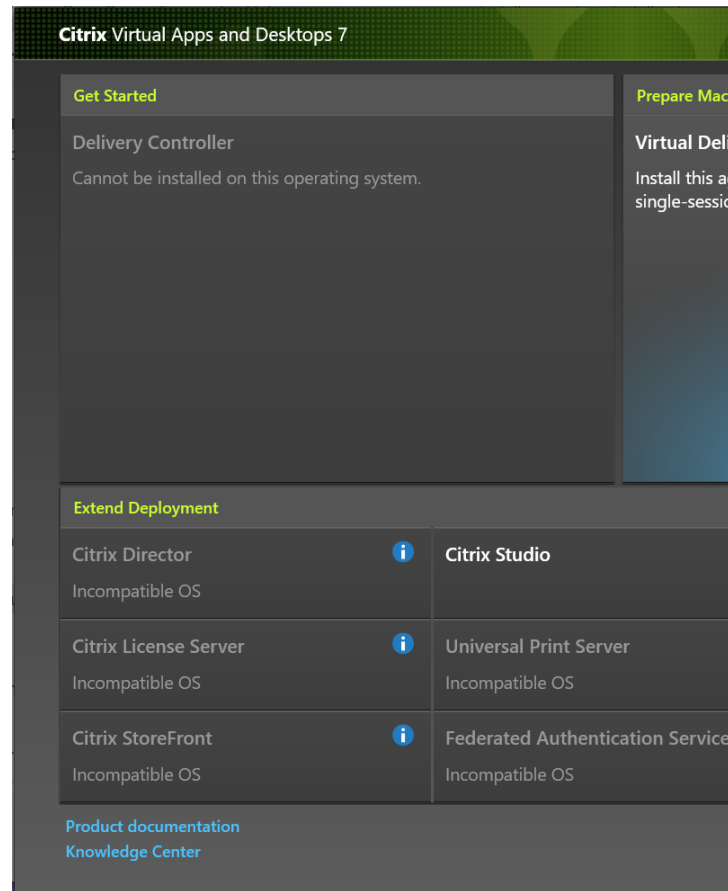 Citrix Virtual Apps and Desktops 7
Get Started
Delivery Controller
Cannot be installed on this operating system.
Prepare Mac
Virtual Deli
Install this a
single-sessio
Extend Deployment
Citrix Director
Incompatible OS
Citrix Studio
Citrix License Server
Incompatible OS
Universal Print Server
Incompatible OS
Citrix StoreFront
Incompatible OS
Federated Authentication Service
Incompatible OS
Product documentation
Knowledge Center